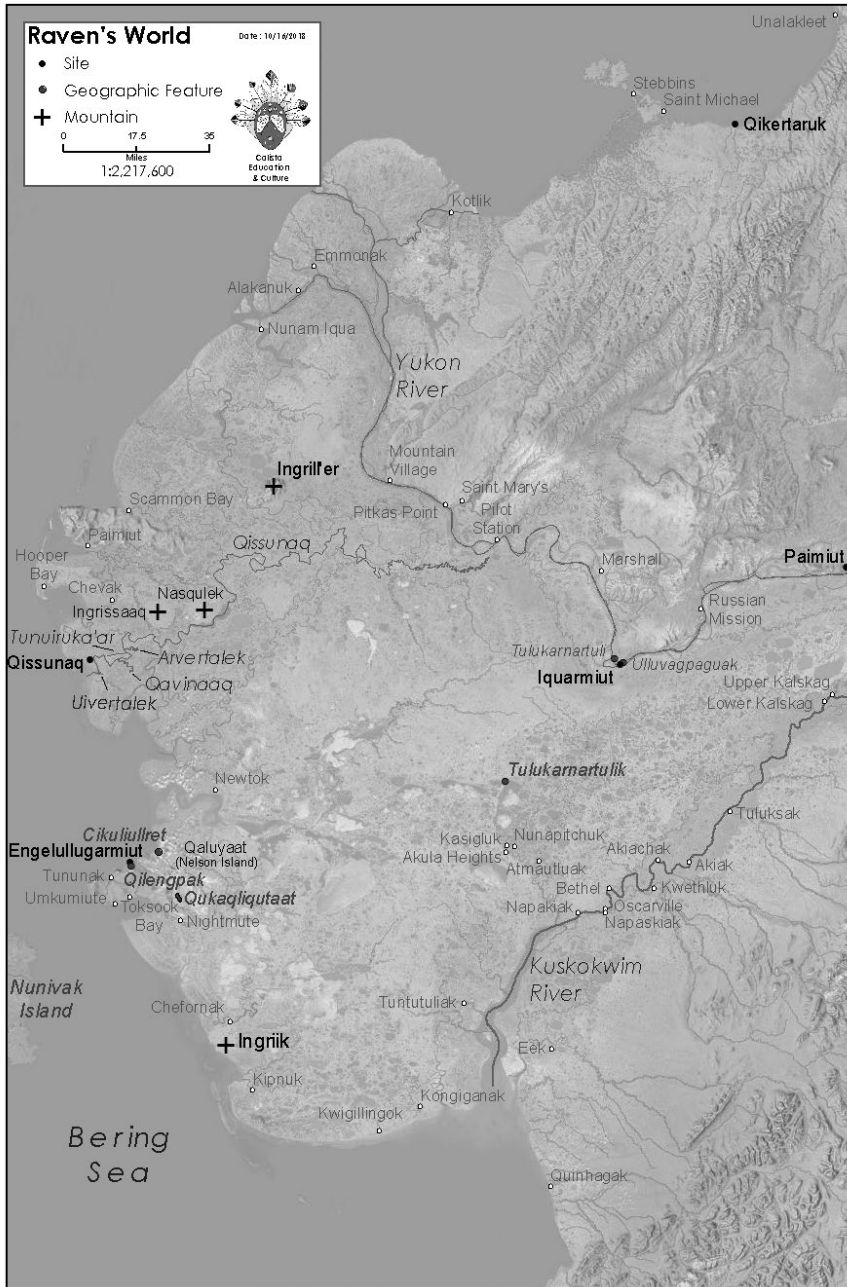 Raven's World
Date: 10/16/2018
Site
Geographic Feature
Mountain
0 17.5 35
Miles
1:2,217,600
Calista
Education
& Culture
Unalakleet
Stebbins
Saint Michael
Qikertaruk
Kotlik
Emmonak
Alakanuk
Nunam Iqua
Yukon
River
Mountain
Village
Ingrill'er
Saint Mary's
Scammon Bay
Pitkas Point
Pilot
Station
Qissunaq
Paimiut
Hooper
Bay
Marshall
Paimiut
Chevak
Nasqulek
Ingrissaaq
Russian
Mission
Tunuiruka'ar
Arvertalek
Tulukarnartuli
Ulluvagpaguak
Qissunaq
Iquarmiut
Qavinaaq
Uivertalek
Upper Kalskag
Lower Kalskag
Tulukarnartulik
Newtok
Tuluksak
Cikuliullret
Qaluyaat
(Nelson Island)
Engelullugarmiut
Kasigluk
Nunapitchuk
Akula Heights
Akiachak
Atmautluak
Akiak
Qilengpak
Tununak
Umkumiute
Toksook
Bay
Qukaqliqutaat
Nightmute
Bethel
Kwethluk
Napakiak
Oscarville
Napaskiak
Kuskokwim
River
Nunivak
Island
Chefornak
Tuntutuliak
Ingriik
Eek
Kipnuk
Kongiganak
Kwigillingok
Bering
Sea
Quinhagak